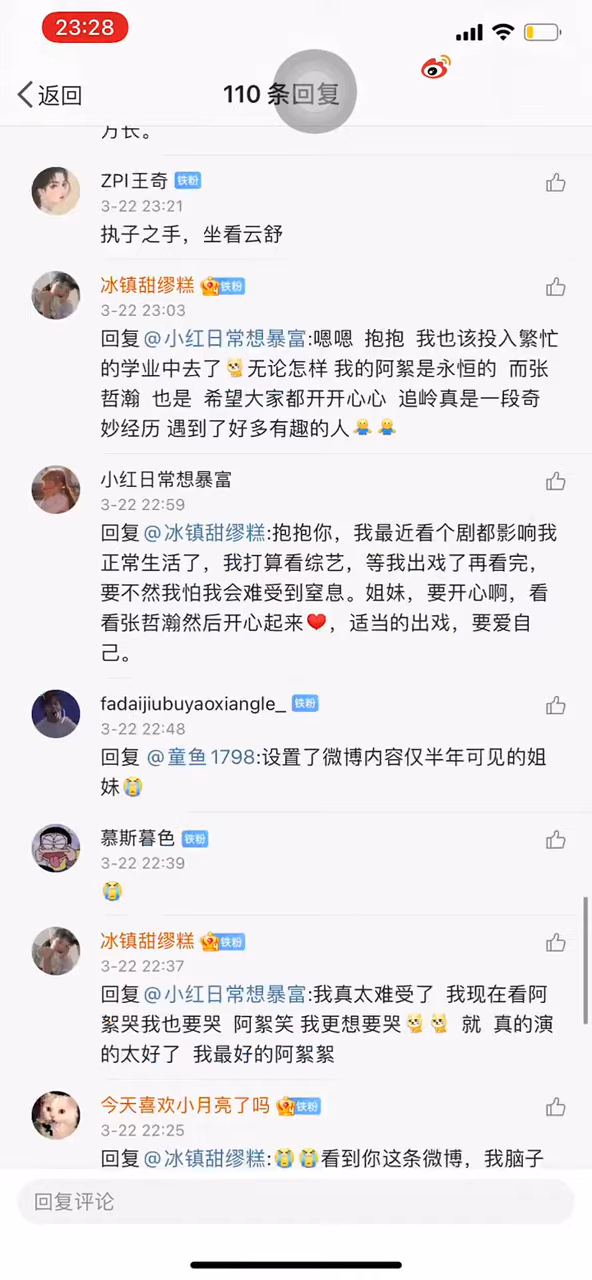 23:28
返回
110 条回复
方长。
ZPI王奇 铁粉
3-22 23:21
执子之手，坐看云舒
冰镇甜缪糕 铁粉
3-22 23:03
回复@小红日常想暴富:嗯嗯 抱抱 我也该投入繁忙
的学业中去了 无论怎样 我的阿絮是永恒的 而张
哲瀚 也是 希望大家都开开心心 追岭真是一段奇
妙经历 遇到了好多有趣的人
小红日常想暴富
3-22 22:59
回复@冰镇甜缪糕:抱抱你，我最近看个剧都影响我
正常生活了，我打算看综艺，等我出戏了再看完，
要不然我怕我会难受到窒息。姐妹，要开心啊，看
看张哲瀚然后开心起来❤️，适当的出戏，要爱自
己。
fadaijiubuyaoxiangle_ 铁粉
3-22 22:48
回复 @童鱼1798:设置了微博内容仅半年可见的姐
妹😭
慕斯暮色 铁粉
3-22 22:39
😭
冰镇甜缪糕 铁粉
3-22 22:37
回复@小红日常想暴富:我真太难受了 我现在看阿
絮哭我也要哭 阿絮笑 我更想要哭 就 真的演
的太好了 我最好的阿絮絮
今天喜欢小月亮了吗 铁粉
3-22 22:25
回复@冰镇甜缪糕:😭😭看到你这条微博，我脑子
回复评论